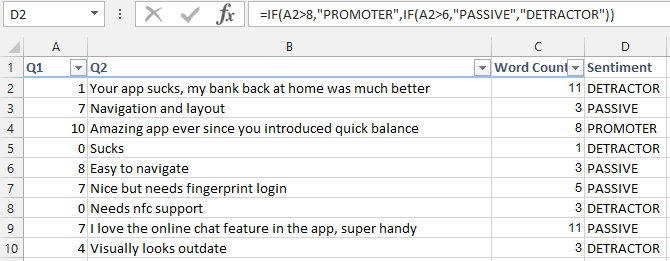 D2 fx =IF(A2>8,"PROMOTER",IF(A2>6,"PASSIVE","DETRACTOR"))
A B C D
1 Q1 Q2 Word Count Sentiment
2 1 Your app sucks, my bank back at home was much better 11 DETRACTOR
3 7 Navigation and layout 3 PASSIVE
4 10 Amazing app ever since you introduced quick balance 8 PROMOTER
5 0 Sucks 1 DETRACTOR
6 8 Easy to navigate 3 PASSIVE
7 7 Nice but needs fingerprint login 5 PASSIVE
8 0 Needs nfc support 3 DETRACTOR
9 7 I love the online chat feature in the app, super handy 11 PASSIVE
10 4 Visually looks outdate 3 DETRACTOR